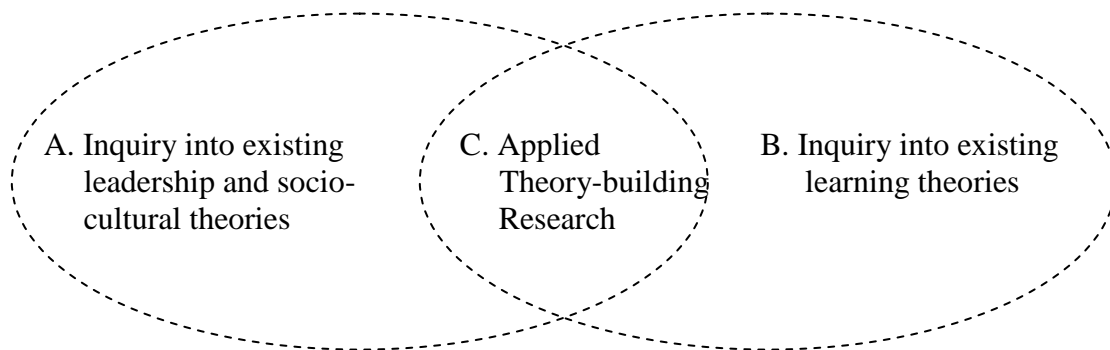 A. Inquiry into existing
leadership and socio-
cultural theories
C. Applied
Theory-building
Research
B. Inquiry into existing
learning theories